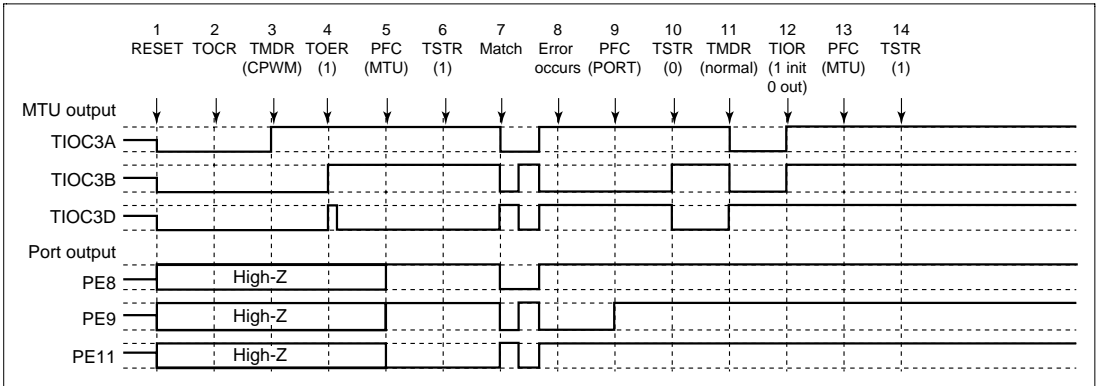 1 2 3 4 5 6 7 8 9 10 11 12 13 14
RESET TOCR TMDR TOER PFC TSTR Match Error PFC TSTR TMDR TIOR PFC TSTR
(CPWM) (1) (MTU) (1) occurs (PORT) (0) (normal) (1 init (MTU) (1)
0 out)
MTU output
TIOC3A
TIOC3B
TIOC3D
Port output
PE8 High-Z
PE9 High-Z
PE11 High-Z